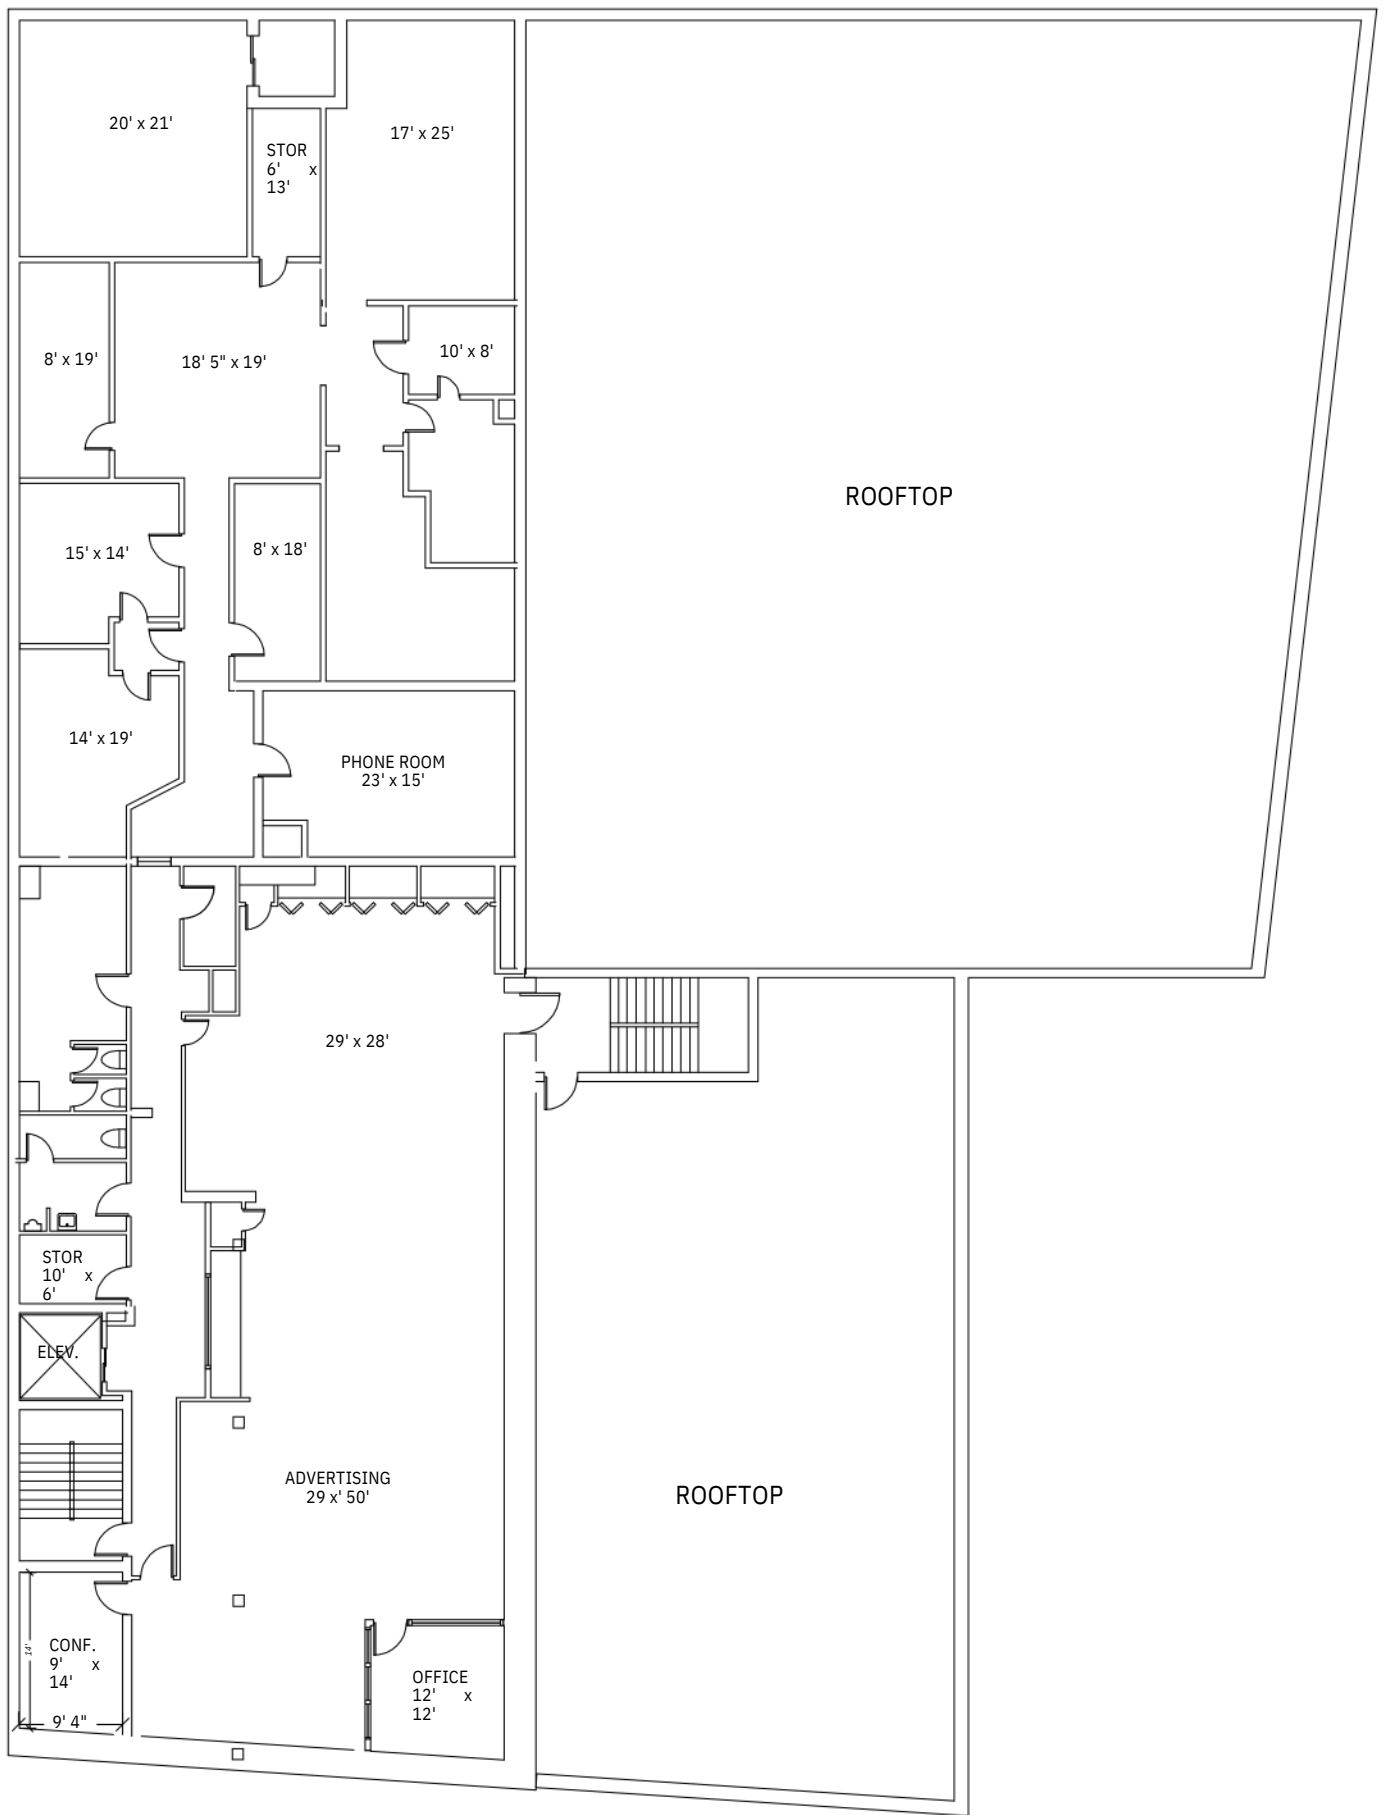 20' x 21'
STOR
6' x
13'
17' x 25'
8' x 19'
18' 5" x 19'
10' x 8'
ROOFTOP
15' x 14'
8' x 18'
14' x 19'
PHONE ROOM
23' x 15'
29' x 28'
STOR
10' x
6'
ELEV.
ADVERTISING
29 x' 50'
ROOFTOP
14'
CONF.
9' x
14'
OFFICE
12' x
12'
9' 4"